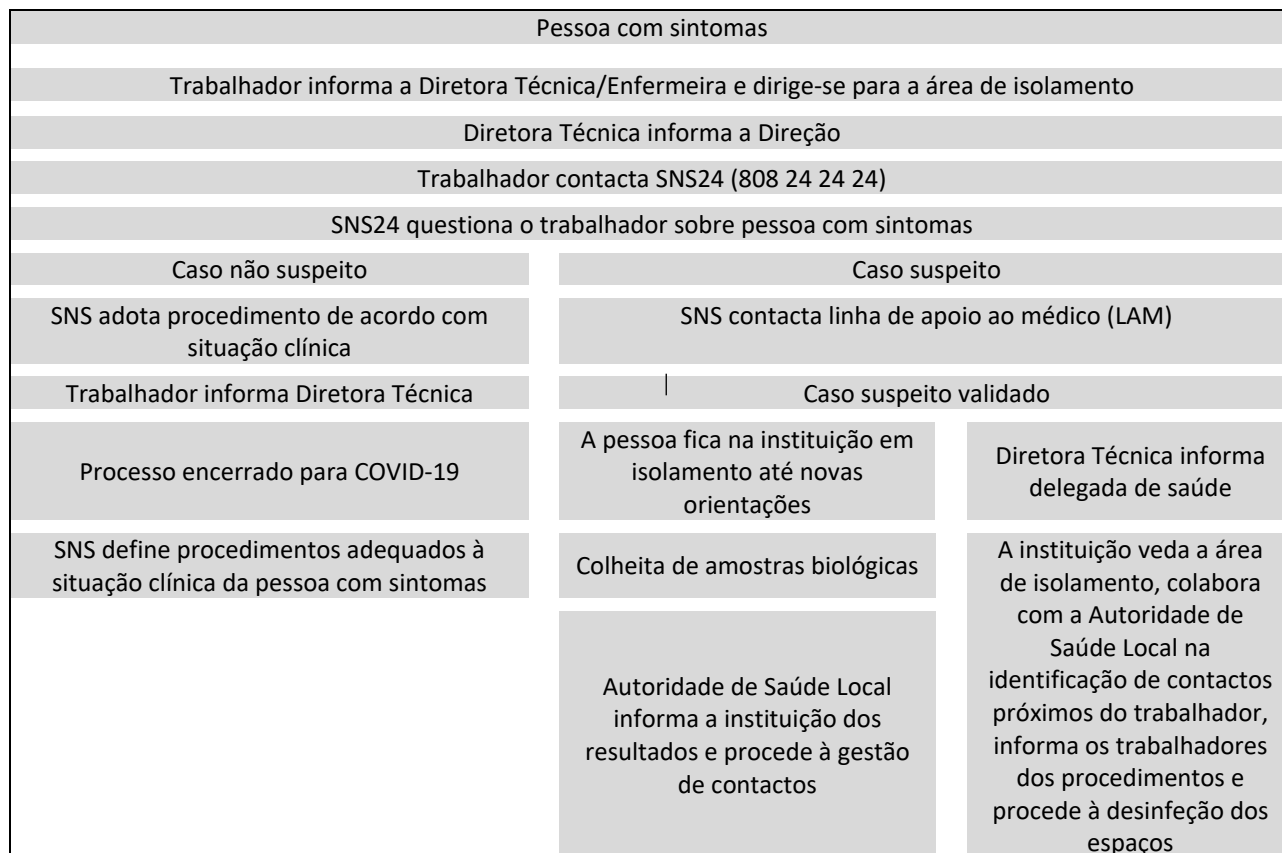 Pessoa com sintomas
Trabalhador informa a Diretora Técnica/Enfermeira e dirige-se para a área de isolamento
Diretora Técnica informa a Direção
Trabalhador contacta SNS24 (808 24 24 24)
SNS24 questiona o trabalhador sobre pessoa com sintomas
Caso não suspeito
Caso suspeito
SNS adota procedimento de acordo com
situação clínica
SNS contacta linha de apoio ao médico (LAM)
Trabalhador informa Diretora Técnica
Caso suspeito validado
Processo encerrado para COVID-19
A pessoa fica na instituição em
isolamento até novas
orientações
Diretora Técnica informa
delegada de saúde
SNS define procedimentos adequados à
situação clínica da pessoa com sintomas
Colheita de amostras biológicas
Autoridade de Saúde Local
informa a instituição dos
resultados e procede à gestão
de contactos
A instituição veda a área
de isolamento, colabora
com a Autoridade de
Saúde Local na
identificação de contactos
próximos do trabalhador,
informa os trabalhadores
dos procedimentos e
procede à desinfeção dos
espaços